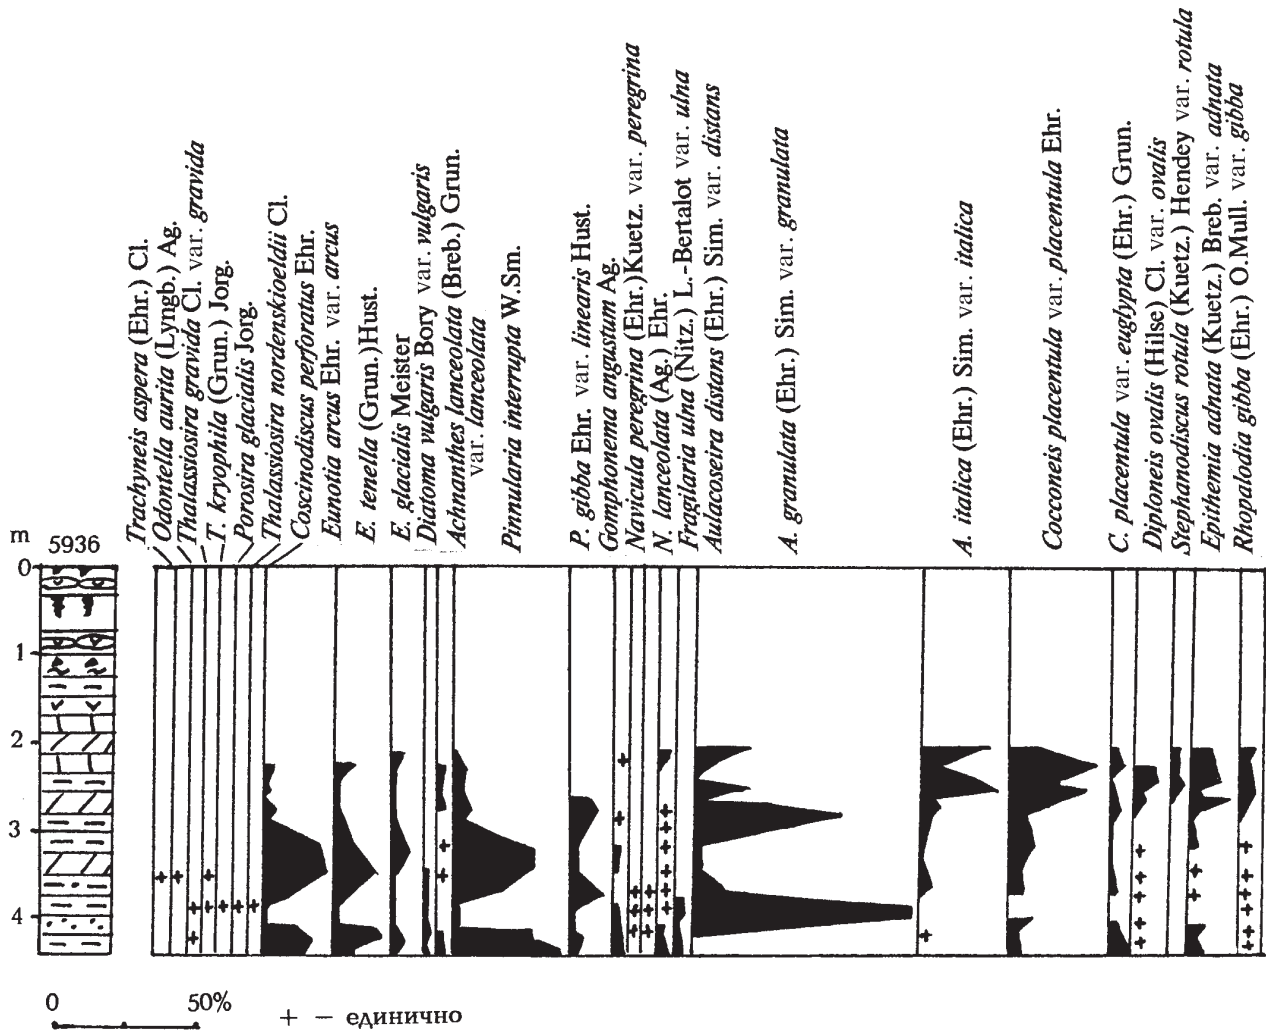 Trachyneis aspera (Ehr.) Cl.
Odontella aurita (Lyngb.) Ag.
Thalassiosira gravida Cl. var. gravida
T. kryophila (Grun.) Jorg.
Porosira glacialis Jorg.
Thalassiosira nordenskioeldii Cl.
Coscinodiscus perforatus Ehr.
Eunotia arcus Ehr. var. arcus
E. tenella (Grun.)Hust.
E. glacialis Meister
Diatoma vulgaris Bory var. vulgaris
Achnanthes lanceolata (Breb.) Grun.
var. lanceolata
Pinnularia interrupta W.Sm.
P. gibba Ehr. var. linearis Hust.
Gomphonema angustum Ag.
Navicula peregrina (Ehr.)Kuetz. var. peregrina
N. lanceolata (Ag.) Ehr.
Fragilaria ulna (Nitz.) L.-Bertalot var. ulna
Aulacoseira distans (Ehr.) Sim. var. distans
A. granulata (Ehr.) Sim. var. granulata
A. italica (Ehr.) Sim. var. italica
Cocconeis placentula var. placentula Ehr.
C. placentula var. euglypta (Ehr.) Grun.
Diploneis ovalis (Hilse) Cl. var. ovalis
Stephanodiscus rotula (Kuetz.) Hendey var. rotula
Epithemia adnata (Kuetz.) Breb. var. adnata
Rhopalodia gibba (Ehr.) O.Mull. var. gibba
m 5936
0
1
2
3
4
0 50%
+ – единично